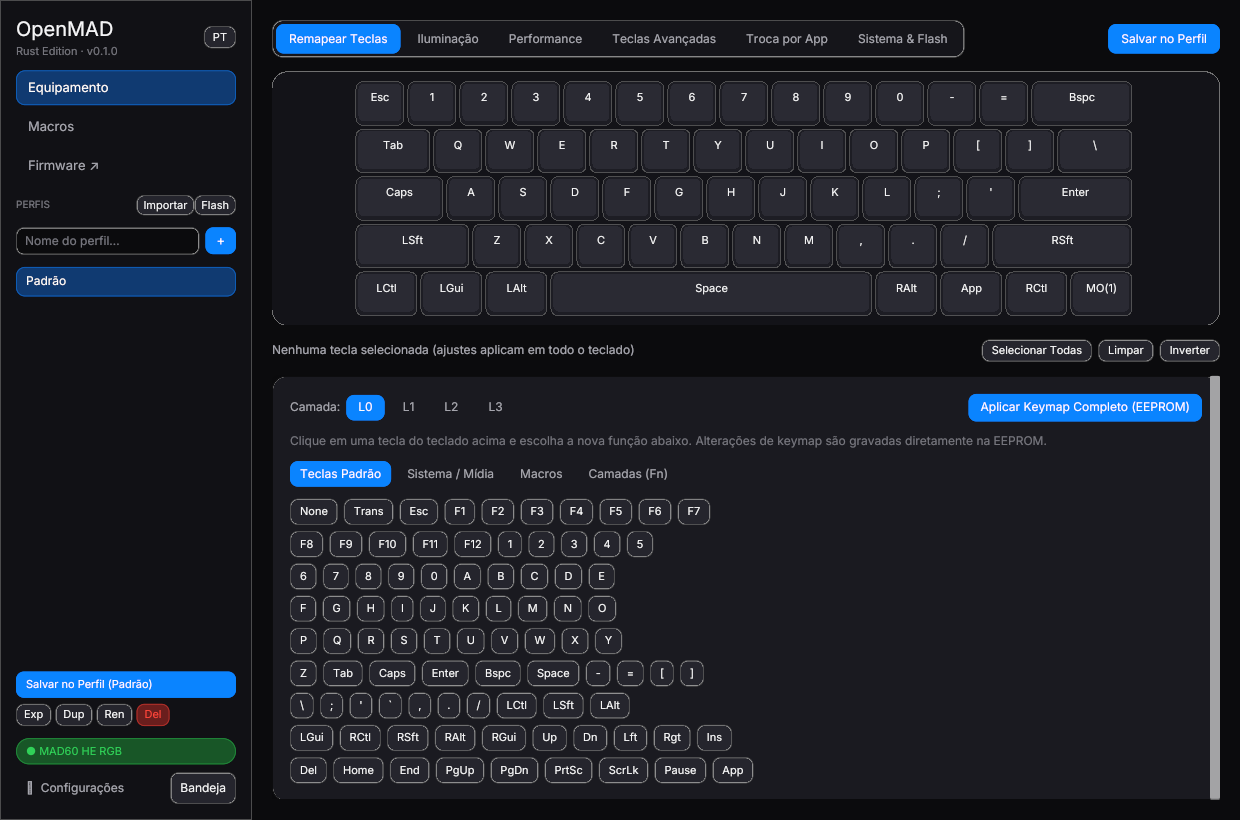 OpenMAD
PT
Rust Edition · v0.1.0
Equipamento
Macros
Firmware ↗
PERFIS Importar Flash
Nome do perfil... +
Padrão
Salvar no Perfil (Padrão)
Exp Dup Ren Del
● MAD60 HE RGB
Configurações Bandeja
Remapear Teclas Iluminação Performance Teclas Avançadas Troca por App Sistema & Flash Salvar no Perfil
Esc 1 2 3 4 5 6 7 8 9 0 - = Bspc
Tab Q W E R T Y U I O P [ ] \
Caps A S D F G H J K L ; ' Enter
LSft Z X C V B N M , . / RSft
LCtl LGui LAlt Space RAlt App RCtl MO(1)
Nenhuma tecla selecionada (ajustes aplicam em todo o teclado) Selecionar Todas Limpar Inverter
Camada: L0 L1 L2 L3 Aplicar Keymap Completo (EEPROM)
Clique em uma tecla do teclado acima e escolha a nova função abaixo. Alterações de keymap são gravadas diretamente na EEPROM.
Teclas Padrão Sistema / Mídia Macros Camadas (Fn)
None Trans Esc F1 F2 F3 F4 F5 F6 F7
F8 F9 F10 F11 F12 1 2 3 4 5
6 7 8 9 0 A B C D E
F G H I J K L M N O
P Q R S T U V W X Y
Z Tab Caps Enter Bspc Space - = [ ]
\ ; ' ` , . / LCtl LSft LAlt
LGui RCtl RSft RAlt RGui Up Dn Lft Rgt Ins
Del Home End PgUp PgDn PrtSc ScrLk Pause App